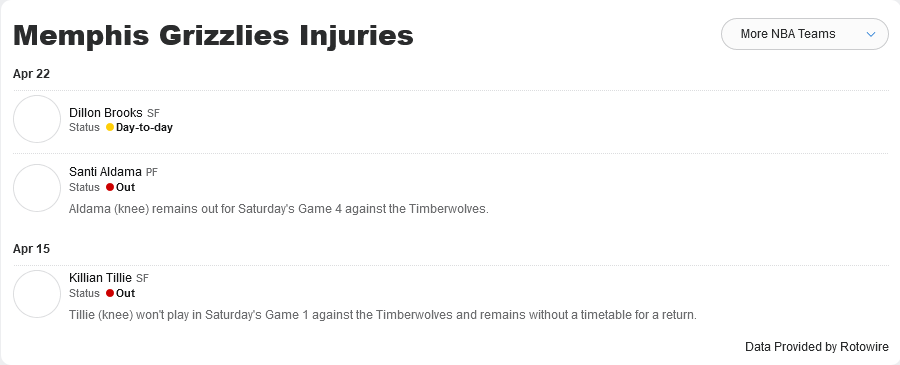 Memphis Grizzlies Injuries
More NBA Teams
Apr 22
Dillon Brooks SF
Status Day-to-day
Santi Aldama PF
Status Out
Aldama (knee) remains out for Saturday's Game 4 against the Timberwolves.
Apr 15
Killian Tillie SF
Status Out
Tillie (knee) won't play in Saturday's Game 1 against the Timberwolves and remains without a timetable for a return.
Data Provided by Rotowire